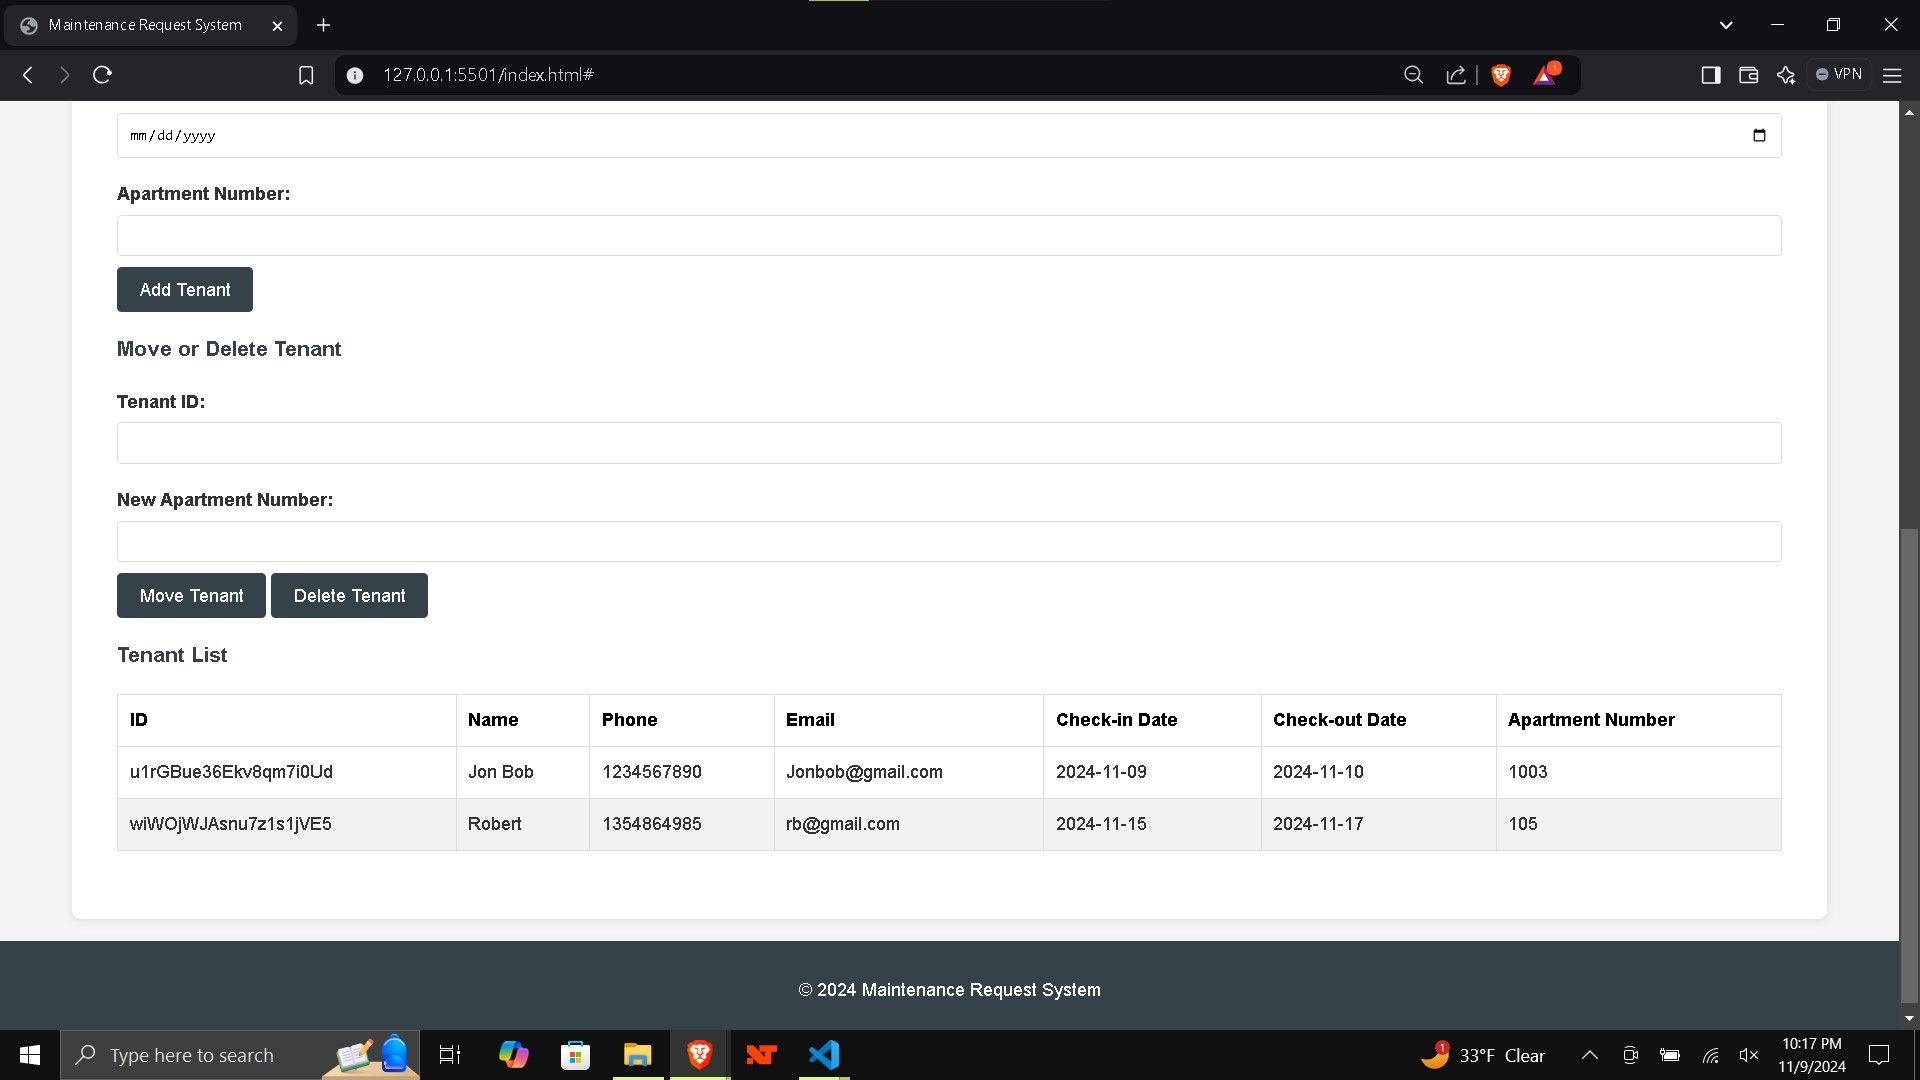 Maintenance Request System
127.0.0.1:5501/index.html#
1
VPN
mm/dd/yyyy
Apartment Number:
Add Tenant
Move or Delete Tenant
Tenant ID:
New Apartment Number:
Move Tenant Delete Tenant
Tenant List
ID Name Phone Email Check-in Date Check-out Date Apartment Number
u1rGBue36Ekv8qm7i0Ud Jon Bob 1234567890 Jonbob@gmail.com 2024-11-09 2024-11-10 1003
wiWOjWJAsnu7z1s1jVE5 Robert 1354864985 rb@gmail.com 2024-11-15 2024-11-17 105
© 2024 Maintenance Request System
Type here to search
NT
1
33°F Clear
10:17 PM
11/9/2024